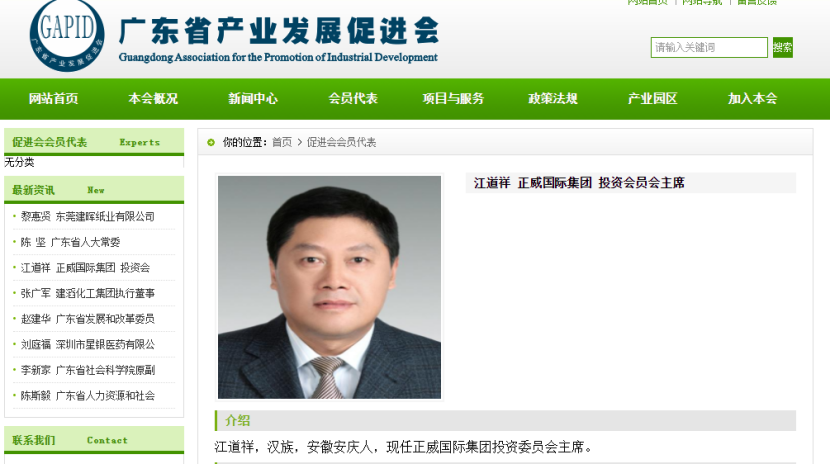 网站首页 | 网站导航 | 留言反馈
GAPID
广东省产业发展促进会
广东省产业发展促进会
Guangdong Association for the Promotion of Industrial Development
请输入关键词 搜索
网站首页 本会概况 新闻中心 会员代表 项目与服务 政策法规 产业园区 加入本会
促进会会员代表 Experts
无分类
最新资讯 New
黎惠贤 东莞建晖纸业有限公司
陈 坚 广东省人大常委
江道祥 正威国际集团 投资会
张广军 建滔化工集团执行董事
赵建华 广东省发展和改革委员
刘庭福 深圳市星银医药有限公
李新家 广东省社会科学院原副
陈斯毅 广东省人力资源和社会
联系我们 Contact
你的位置：首页 > 促进会会员代表
江道祥 正威国际集团 投资会员会主席
介绍
江道祥，汉族，安徽安庆人，现任正威国际集团投资委员会主席。